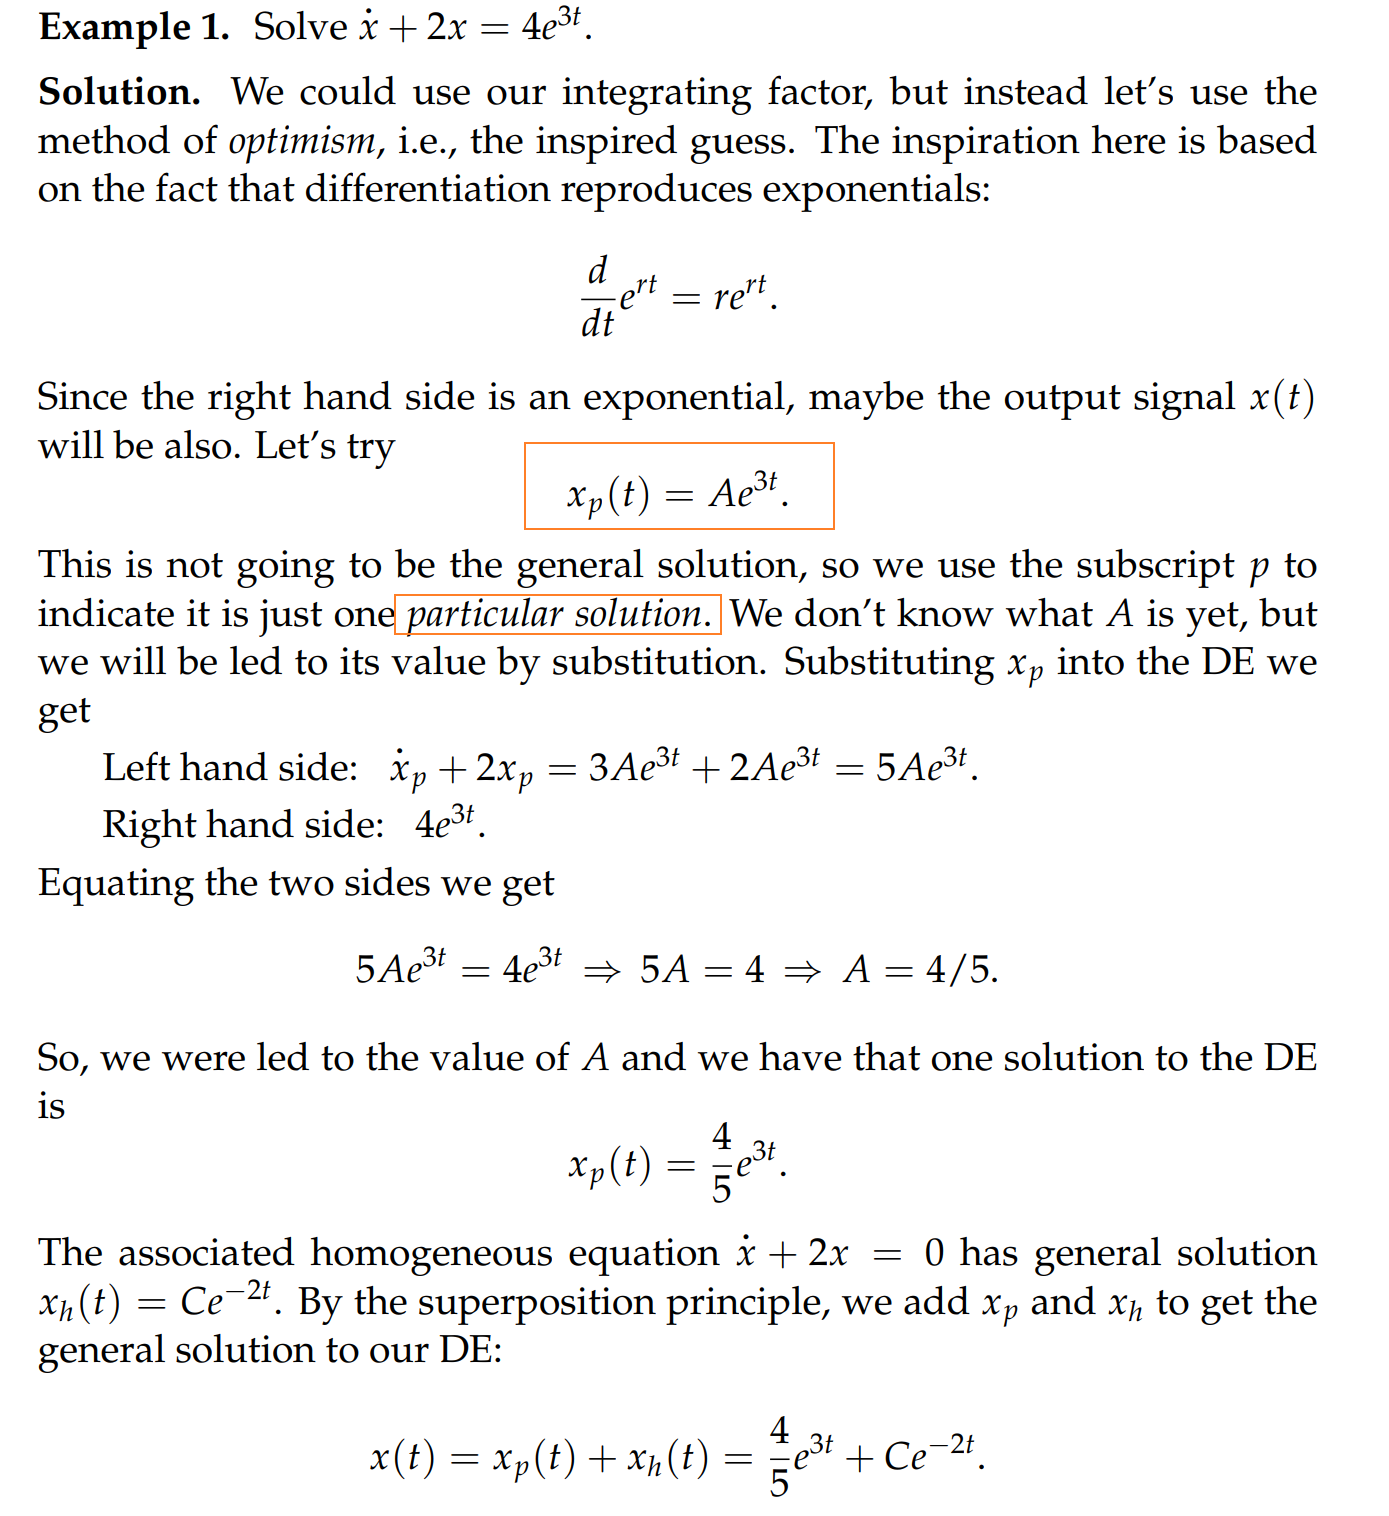 Example 1. Solve ẋ + 2x = 4e^{3t}.
Solution. We could use our integrating factor, but instead let's use the
method of optimism, i.e., the inspired guess. The inspiration here is based
on the fact that differentiation reproduces exponentials:
d/dt e^{rt} = re^{rt}.
Since the right hand side is an exponential, maybe the output signal x(t)
will be also. Let's try
x_p(t) = Ae^{3t}.
This is not going to be the general solution, so we use the subscript p to
indicate it is just one particular solution. We don't know what A is yet, but
we will be led to its value by substitution. Substituting x_p into the DE we
get
Left hand side: ẋ_p + 2x_p = 3Ae^{3t} + 2Ae^{3t} = 5Ae^{3t}.
Right hand side: 4e^{3t}.
Equating the two sides we get
5Ae^{3t} = 4e^{3t} ⇒ 5A = 4 ⇒ A = 4/5.
So, we were led to the value of A and we have that one solution to the DE
is
x_p(t) = 4/5 e^{3t}.
The associated homogeneous equation ẋ + 2x = 0 has general solution
x_h(t) = Ce^{−2t}. By the superposition principle, we add x_p and x_h to get the
general solution to our DE:
x(t) = x_p(t) + x_h(t) = 4/5 e^{3t} + Ce^{−2t}.